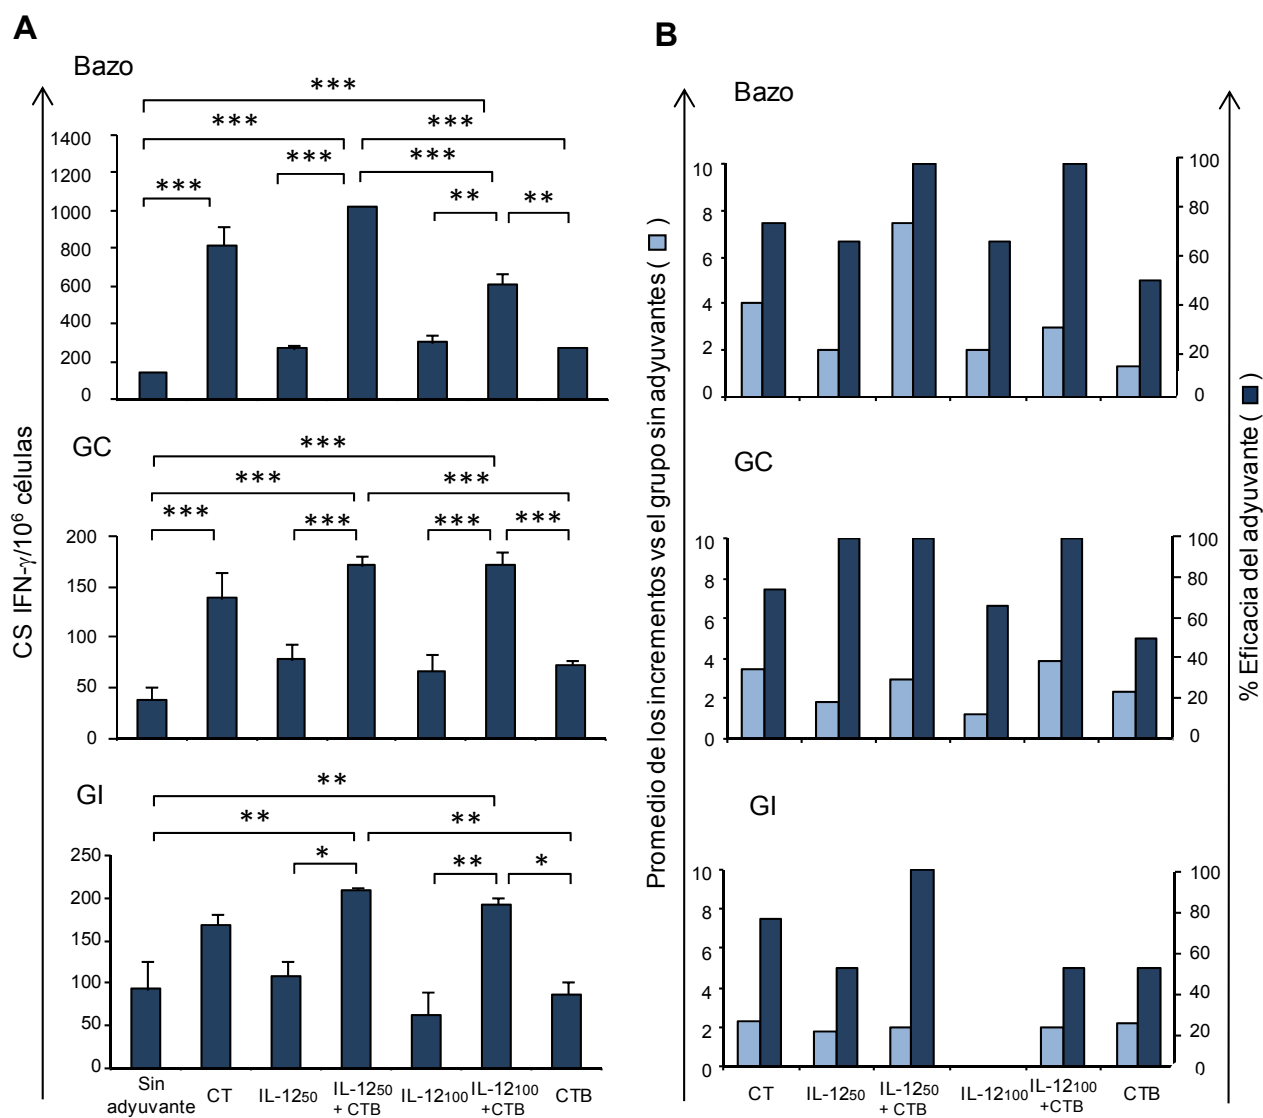 A
Bazo
CS IFN-γ/10⁶ células
***
*** ***
*** ***
*** ** **
1400
1200
1000
800
600
400
200
0
GC
***
*** ***
*** *** *** ***
200
150
100
50
0
GI
**
** **
* ** *
250
200
150
100
50
0
Sin adyuvante
CT
IL-1250
IL-1250 + CTB
IL-12100
IL-12100 +CTB
CTB
B
Promedio de los incrementos vs el grupo sin adyuvantes ( )
% Eficacia del adyuvante ( )
Bazo
10
8
6
4
2
0
100
80
60
40
20
0
GC
10
8
6
4
2
0
100
80
60
40
20
0
GI
10
8
6
4
2
0
100
80
60
40
20
0
CT
IL-1250
IL-1250 + CTB
IL-12100
IL-12100 +CTB
CTB